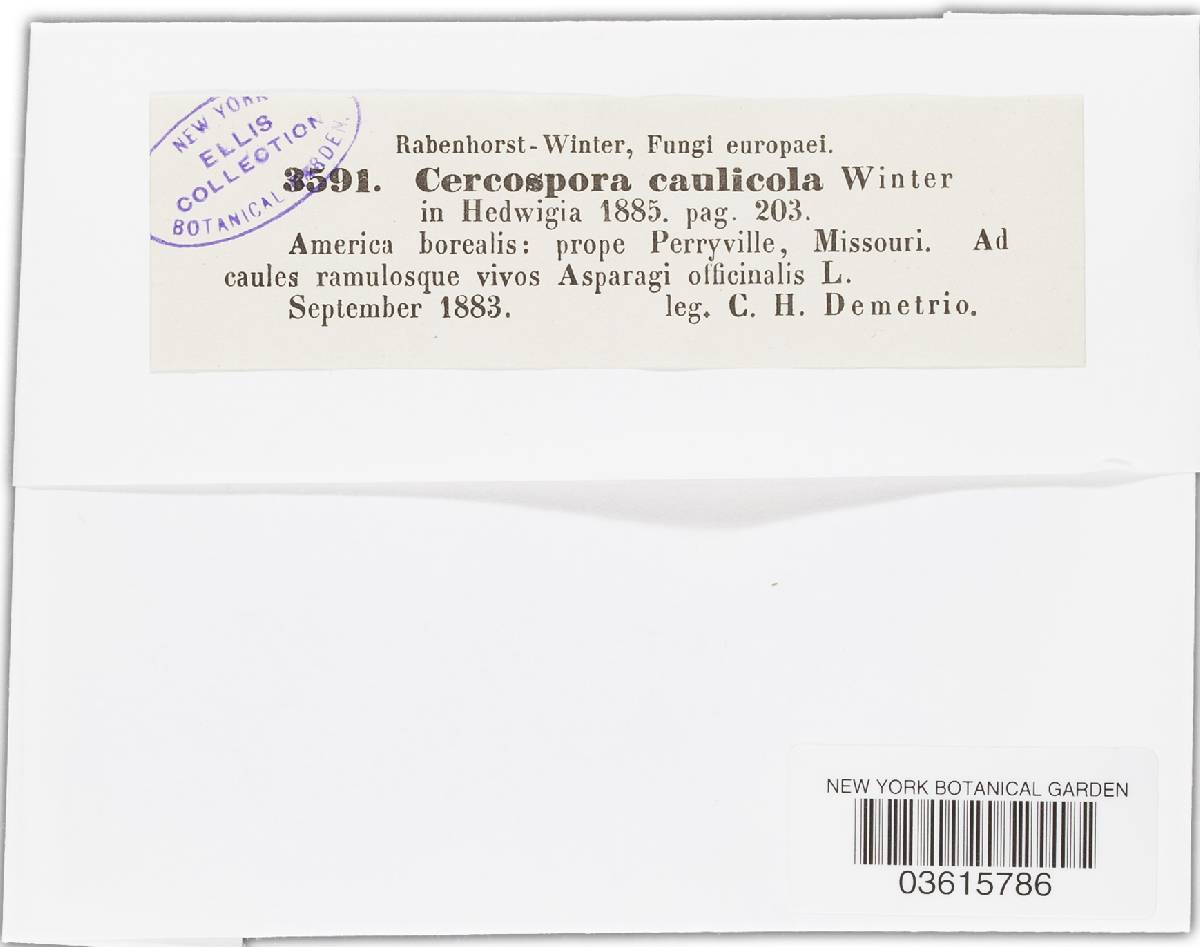 NEW YORK
ELLIS
COLLECTION
BOTANICAL GARDEN.
Rabenhorst-Winter, Fungi europaei.
3591. Cercospora caulicola Winter
in Hedwigia 1885. pag. 203.
America borealis: prope Perryville, Missouri. Ad
caules ramulosque vivos Asparagi officinalis L.
September 1883. leg. C. H. Demetrio.
NEW YORK BOTANICAL GARDEN
03615786